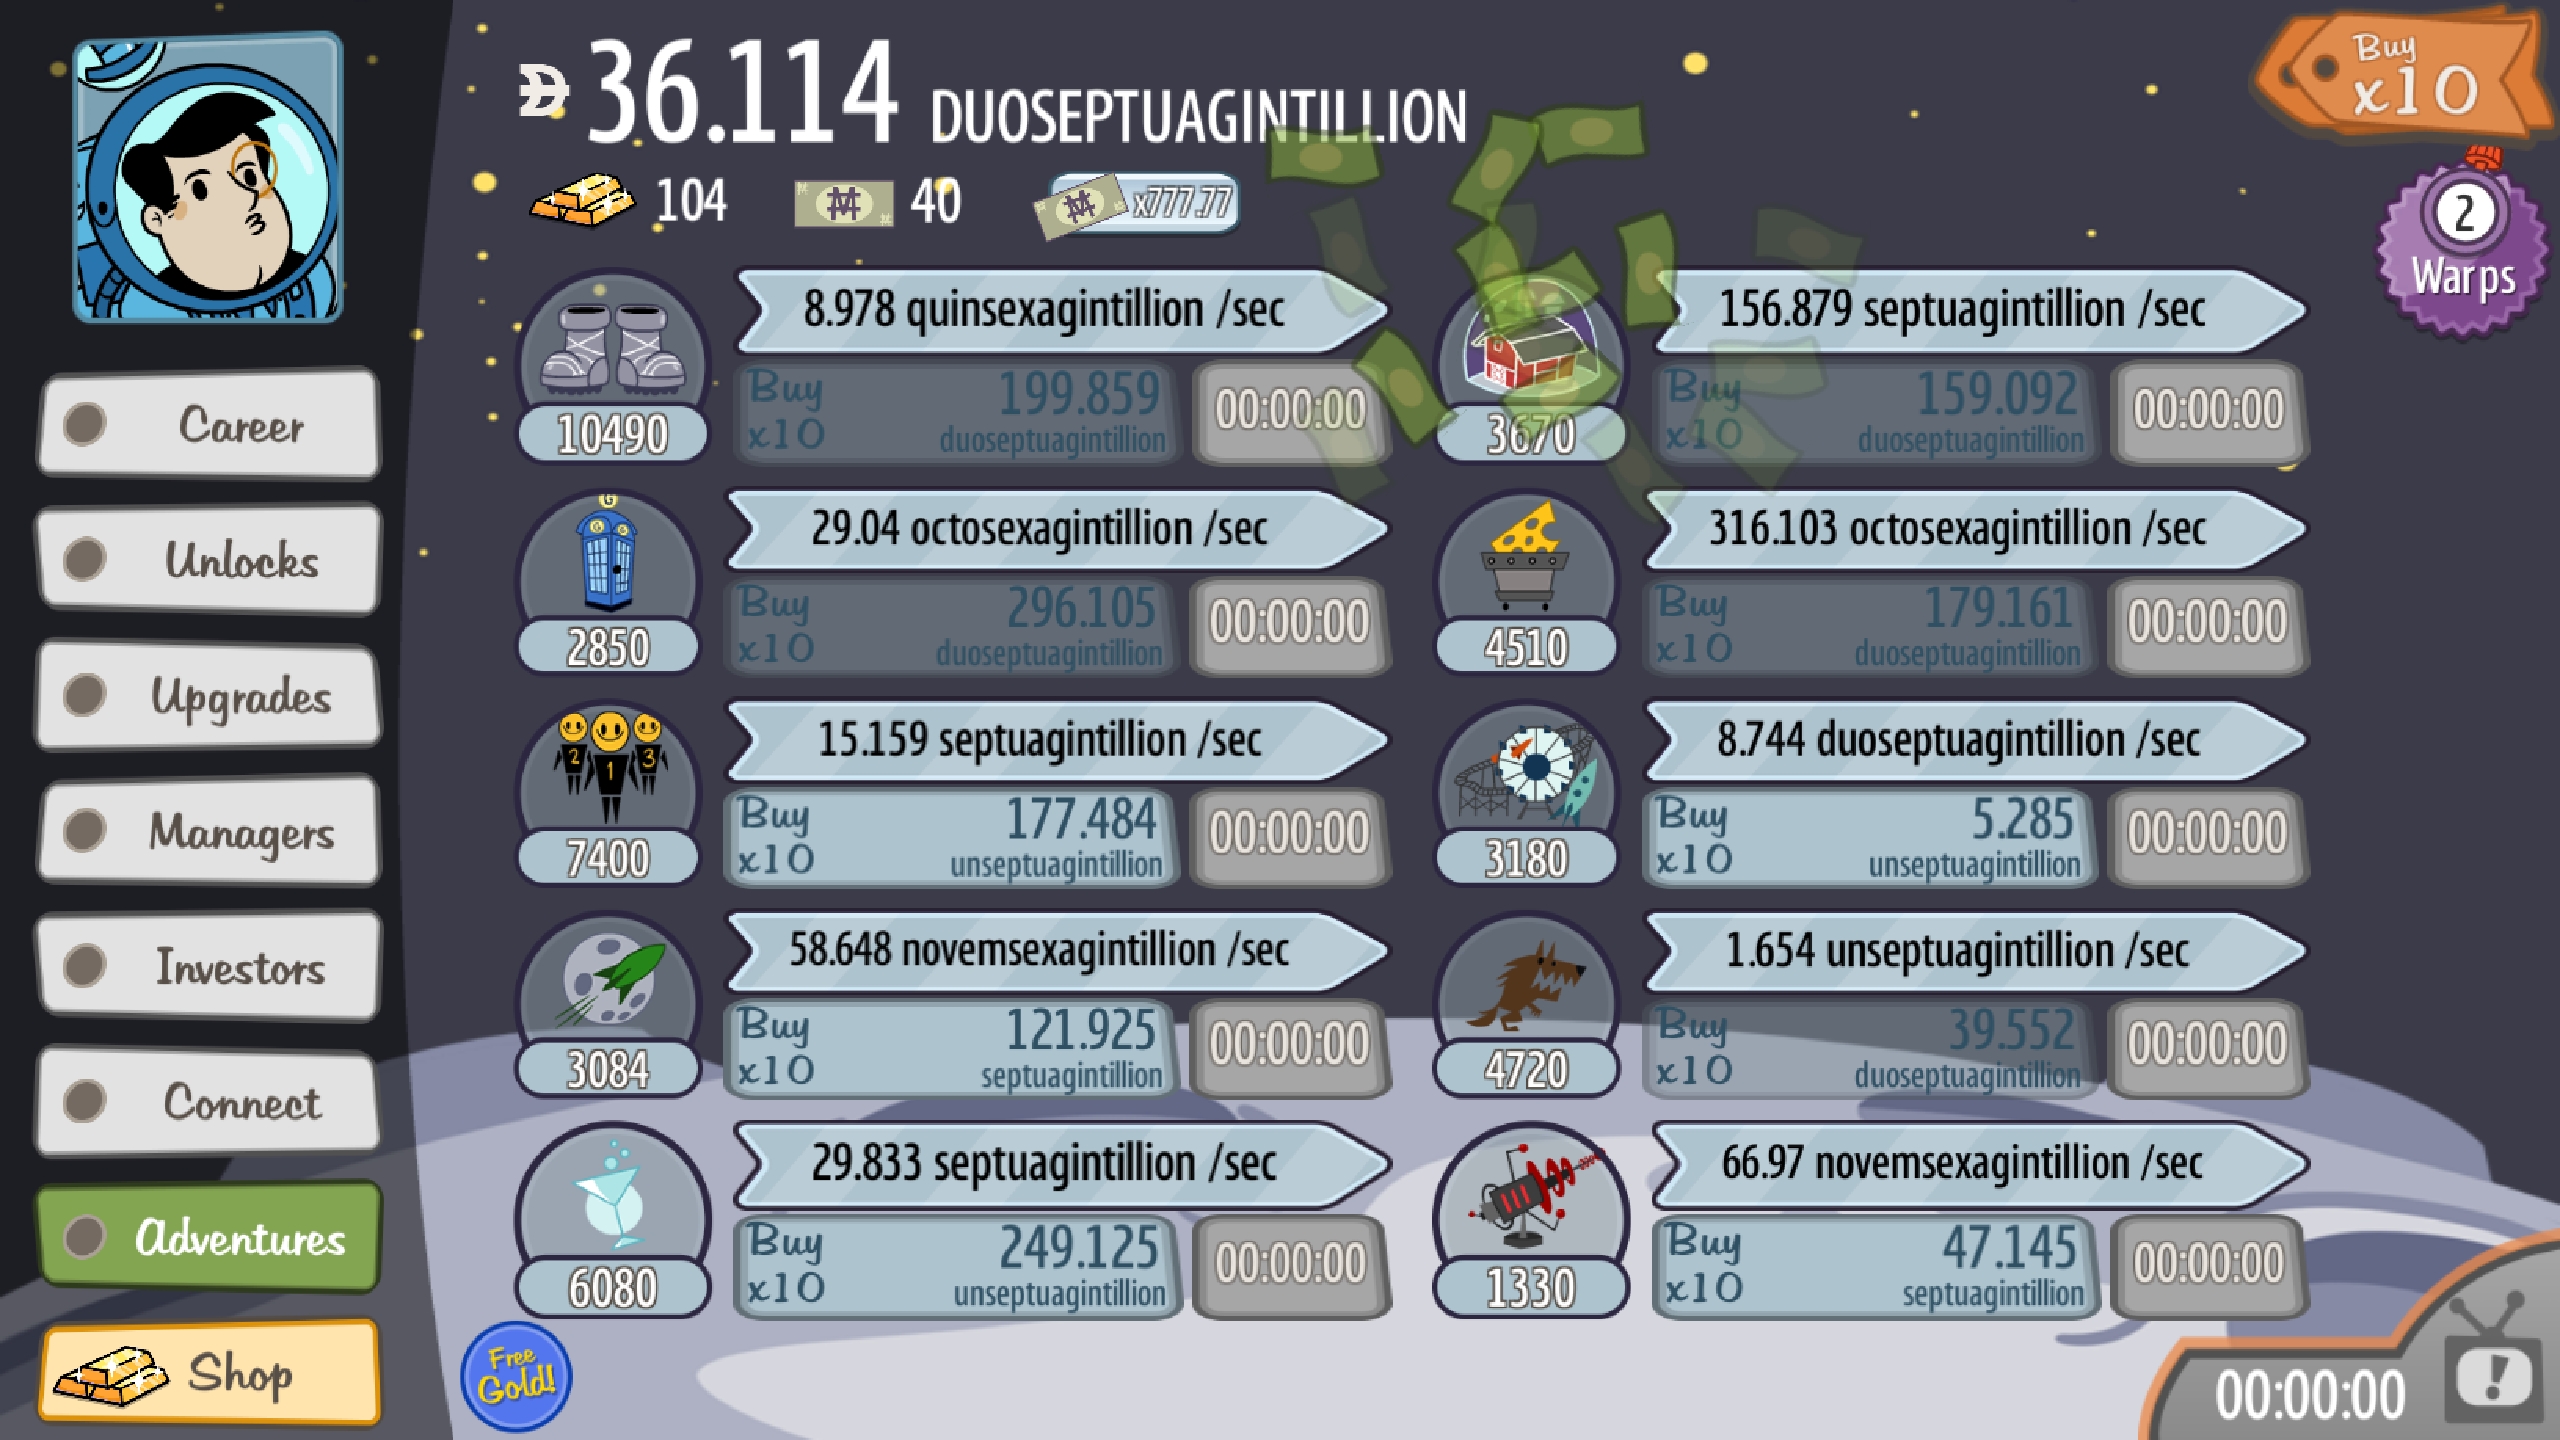 36.114 DUOSEPTUAGINTILLION
Buy
x10
104
40
x777.77
2
Warps
8.978 quinsexagintillion /sec
Buy
x10
199.859
duoseptuagintillion
00:00:00
10490
156.879 septuagintillion /sec
Buy
x10
159.092
duoseptuagintillion
00:00:00
3670
Career
Unlocks
Upgrades
Managers
Investors
Connect
Adventures
Shop
G
29.04 octosexagintillion /sec
Buy
x10
296.105
duoseptuagintillion
00:00:00
2850
316.103 octosexagintillion /sec
Buy
x10
179.161
duoseptuagintillion
00:00:00
4510
2 1 3
15.159 septuagintillion /sec
Buy
x10
177.484
unseptuagintillion
00:00:00
7400
8.744 duoseptuagintillion /sec
Buy
x10
5.285
unseptuagintillion
00:00:00
3180
58.648 novemsexagintillion /sec
Buy
x10
121.925
septuagintillion
00:00:00
3084
1.654 unseptuagintillion /sec
Buy
x10
39.552
duoseptuagintillion
00:00:00
4720
29.833 septuagintillion /sec
Buy
x10
249.125
unseptuagintillion
00:00:00
6080
66.97 novemsexagintillion /sec
Buy
x10
47.145
septuagintillion
00:00:00
1330
Free
Gold!
00:00:00
!